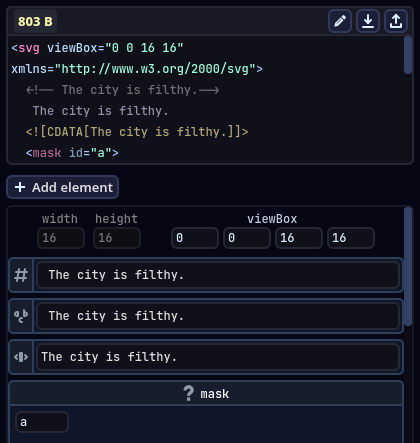 803 B
<svg viewBox="0 0 16 16"
xmlns="http://www.w3.org/2000/svg">
<!-- The city is filthy.-->
The city is filthy.
<![CDATA[The city is filthy.]]>
<mask id="a">
+ Add element
width height viewBox
16 16 0 0 16 16
# The city is filthy.
abc The city is filthy.
The city is filthy.
? mask
a